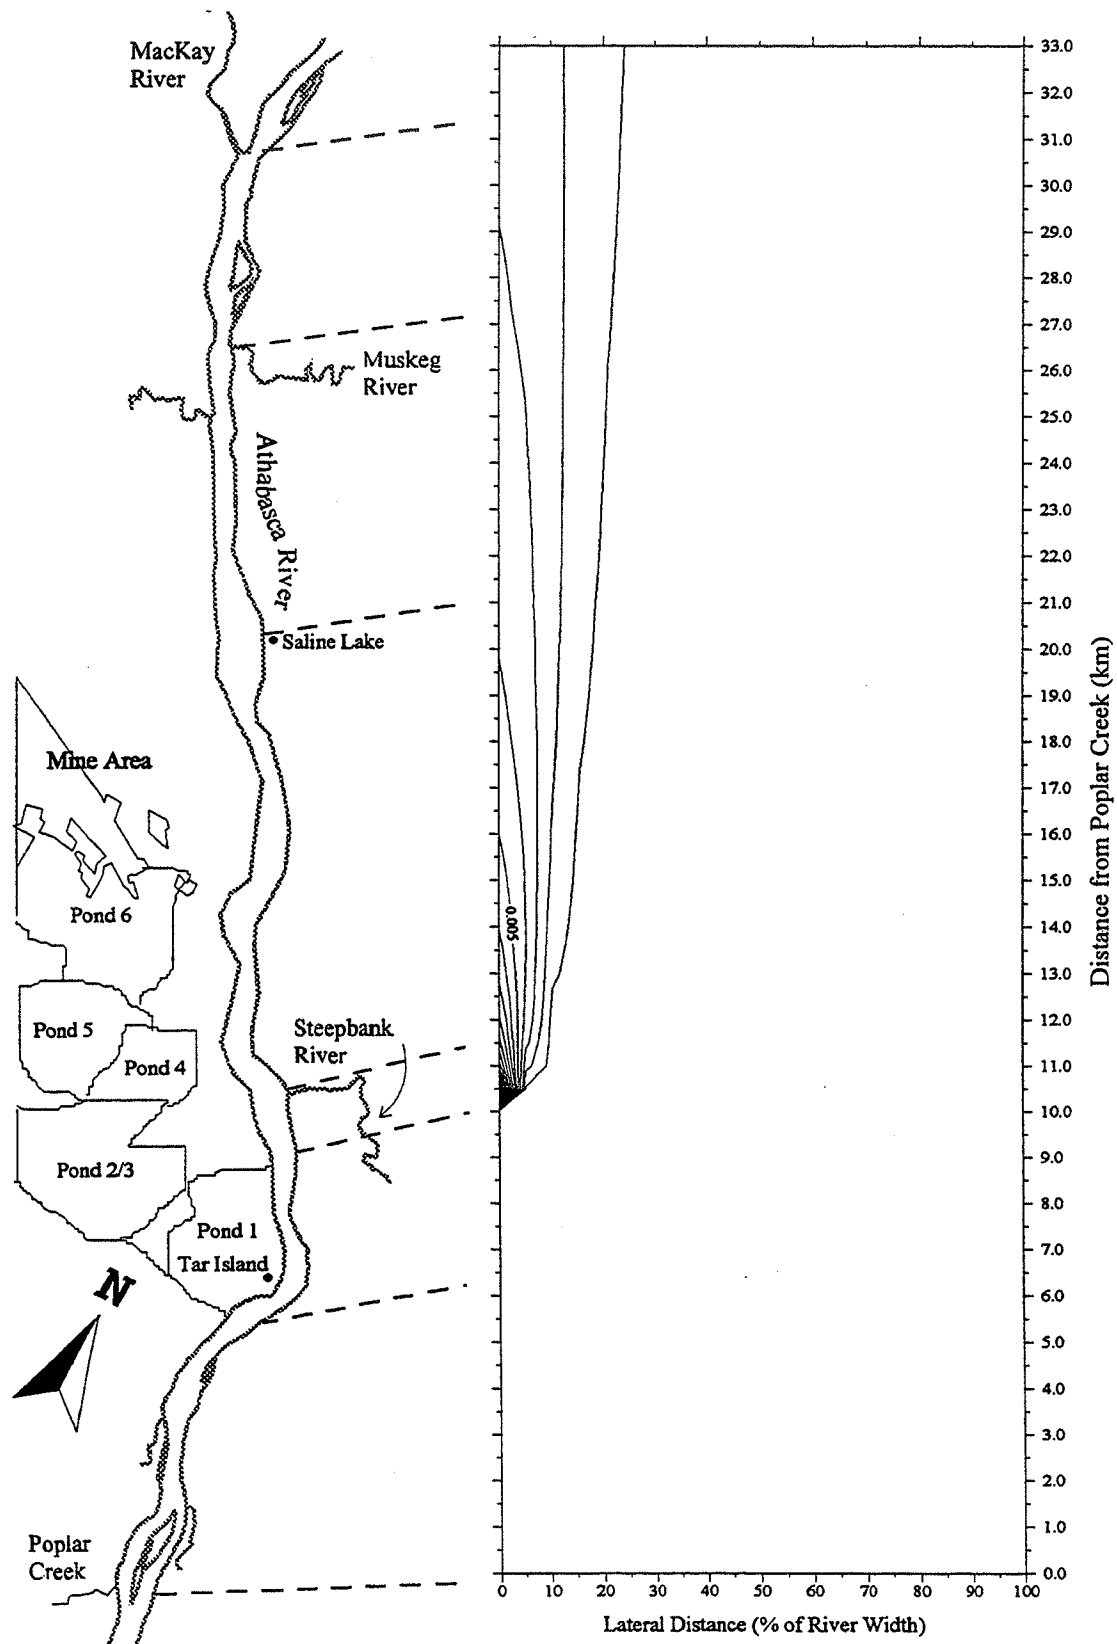 MacKay
River
Muskeg
River
Athabasca River
Saline Lake
Mine Area
Pond 6
Pond 5
Pond 4
Steepbank
River
Pond 2/3
Pond 1
Tar Island
N
Poplar
Creek
0.005
33.0
32.0
31.0
30.0
29.0
28.0
27.0
26.0
25.0
24.0
23.0
22.0
21.0
20.0
19.0
18.0
17.0
16.0
15.0
14.0
13.0
12.0
11.0
10.0
9.0
8.0
7.0
6.0
5.0
4.0
3.0
2.0
1.0
0.0
Distance from Poplar Creek (km)
0 10 20 30 40 50 60 70 80 90 100
Lateral Distance (% of River Width)